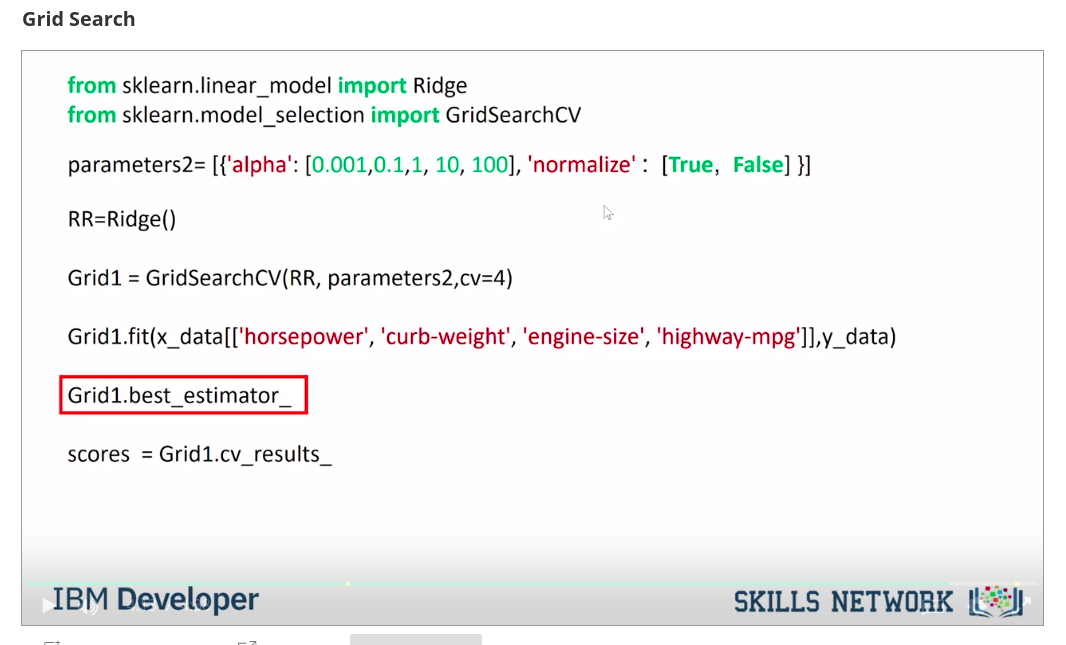 Grid Search
from sklearn.linear_model import Ridge
from sklearn.model_selection import GridSearchCV
parameters2= [{'alpha': [0.001,0.1,1, 10, 100], 'normalize' : [True, False] }]
RR=Ridge()
Grid1 = GridSearchCV(RR, parameters2,cv=4)
Grid1.fit(x_data[['horsepower', 'curb-weight', 'engine-size', 'highway-mpg']],y_data)
Grid1.best_estimator_
scores = Grid1.cv_results_
IBM Developer
SKILLS NETWORK